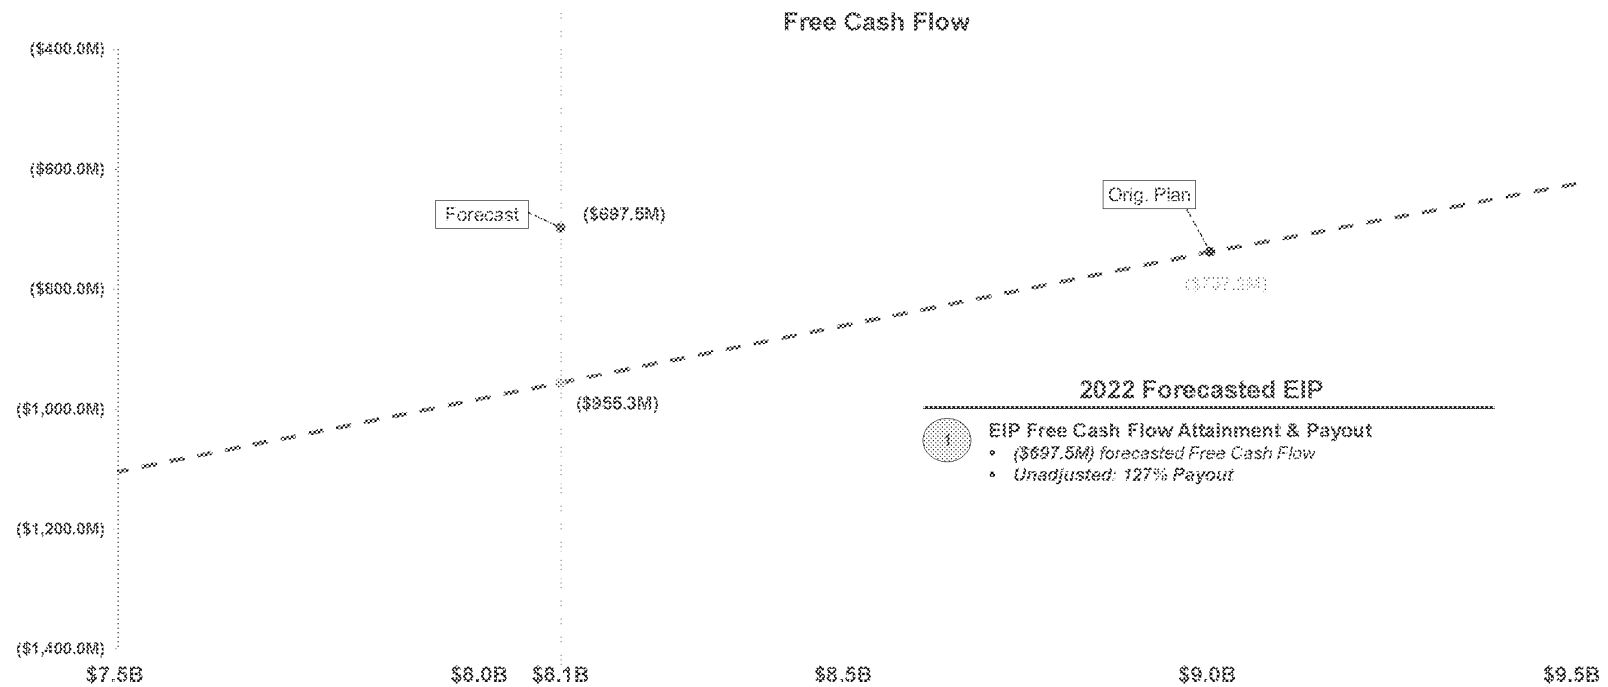 Free Cash Flow
($400.0M)
($600.0M)
Orig. Plan
Forecast
($697.5M)
($800.0M)
($955.3M)
($1,000.0M)
2022 Forecasted EIP
1
EIP Free Cash Flow Attainment & Payout
• ($697.5M) forecasted Free Cash Flow
• Unadjusted: 127% Payout
($1,200.0M)
($1,400.0M)
$7.5B $8.0B $8.1B $8.5B $9.0B $9.5B